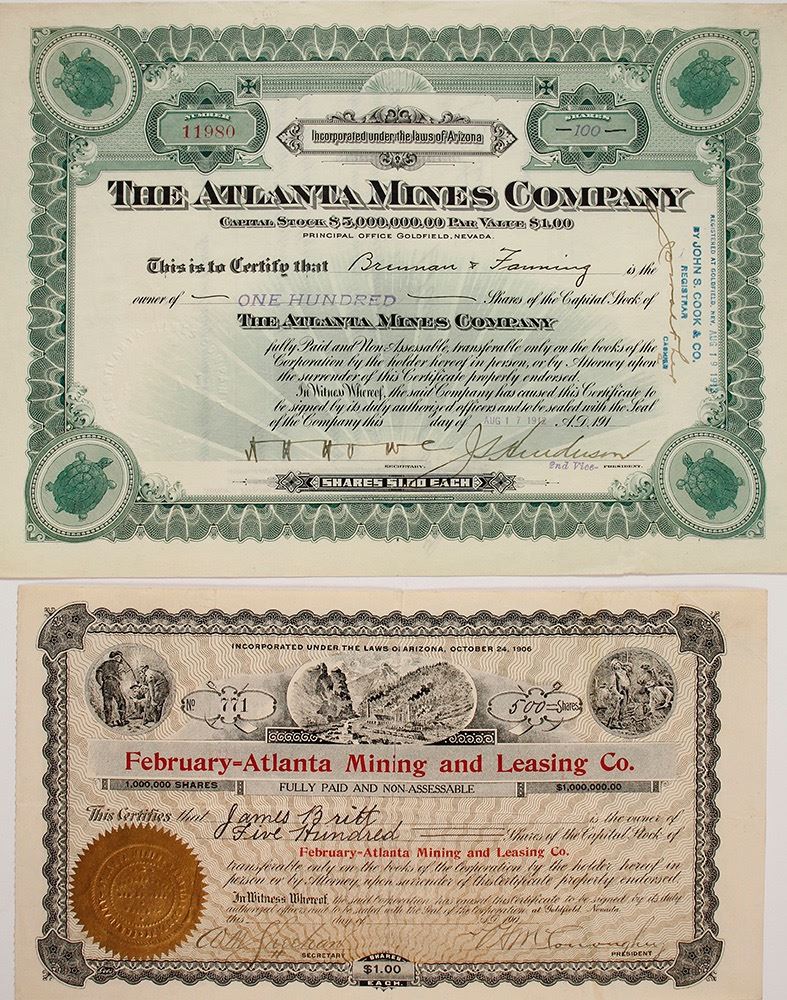 NUMBER
11980
Incorporated under the laws of Arizona
SHARES
100
THE ATLANTA MINES COMPANY
CAPITAL STOCK $3,000,000.00 PAR VALUE $1.00
PRINCIPAL OFFICE GOLDFIELD, NEVADA.
This is to Certify that Brennan & Fanning is the
owner of ONE HUNDRED Shares of the Capital Stock of
THE ATLANTA MINES COMPANY
fully Paid and Non Assessable, transferable only on the books of the
Corporation by the holder hereof in person, or by Attorney upon
the surrender of this Certificate properly endorsed.
In Witness Whereof, the said Company has caused this Certificate to
be signed by its duly authorized officers and to be sealed with the Seal
of the Company this day of AUG 17 1912 A.D. 191
SECRETARY. 2nd Vice- PRESIDENT.
SHARES $1.00 EACH
REGISTERED AT GOLDFIELD, NEV. AUG 19 1912
BY JOHN S. COOK & CO.
REGISTRAR
CASHIER
INCORPORATED UNDER THE LAWS OF ARIZONA, OCTOBER 24, 1906
No 771
500 Shares
February-Atlanta Mining and Leasing Co.
1,000,000 SHARES
FULLY PAID AND NON-ASSESSABLE
$1,000,000.00
This Certifies that James Britt is the owner of
Five Hundred Shares of the Capital Stock of
February-Atlanta Mining and Leasing Co.
transferable only on the books of the Corporation by the holder hereof in
person or by Attorney, upon surrender of this Certificate properly endorsed.
In Witness Whereof, the said Corporation has caused this Certificate to be signed by its duly
authorized officers and to be sealed with the Seal of the Corporation at Goldfield, Nevada
this day of A.D. 191
SECRETARY PRESIDENT
SHARES
$1.00
EACH